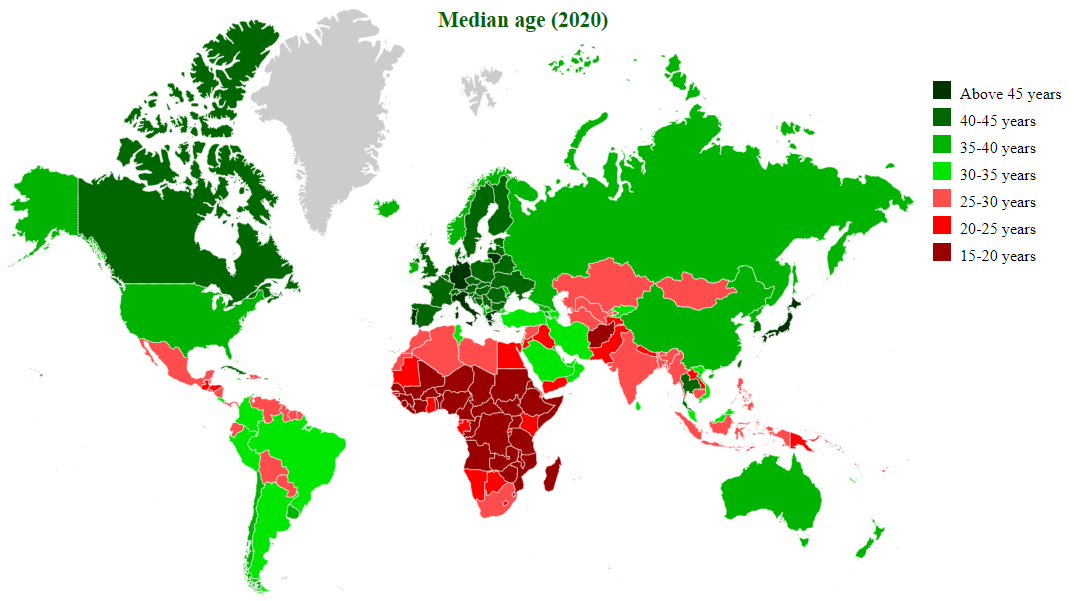 Median age (2020)
Above 45 years
40-45 years
35-40 years
30-35 years
25-30 years
20-25 years
15-20 years